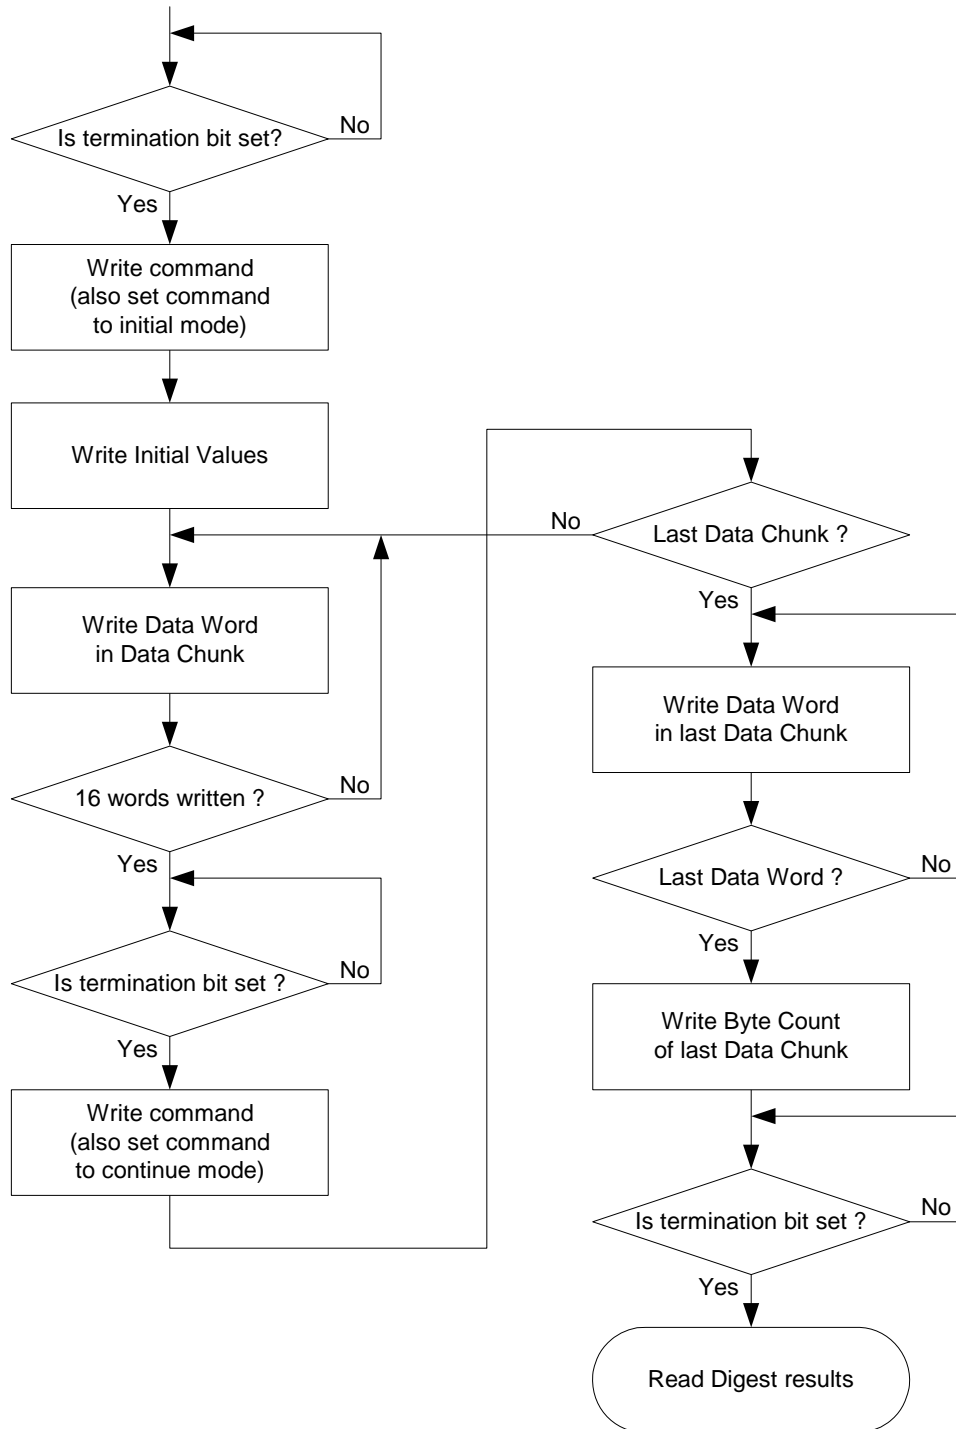 Is termination bit set?
No
Yes
Write command
(also set command
to initial mode)
Write Initial Values
Write Data Word
in Data Chunk
16 words written ?
No
Yes
Is termination bit set ?
No
Yes
Write command
(also set command
to continue mode)
Last Data Chunk ?
No
Yes
Write Data Word
in last Data Chunk
Last Data Word ?
No
Yes
Write Byte Count
of last Data Chunk
Is termination bit set ?
No
Yes
Read Digest results